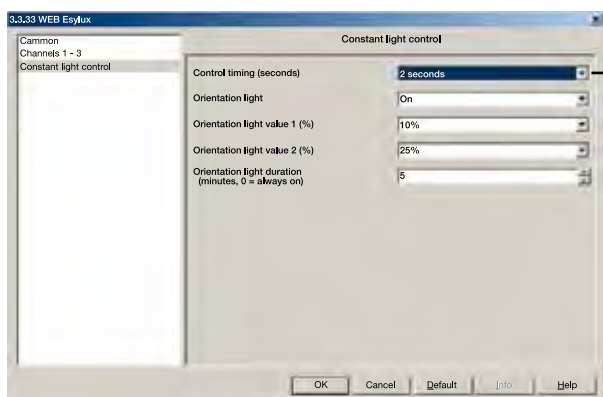 3.3.33 WEB Esylux
Cammon
Channels 1 - 3
Constant light control
Constant light control
Control timing (seconds) 2 seconds
Orientation light On
Orientation light value 1 (%) 10%
Orientation light value 2 (%) 25%
Orientation light duration
(minutes, 0 = always on) 5
OK Cancel Default Info Help